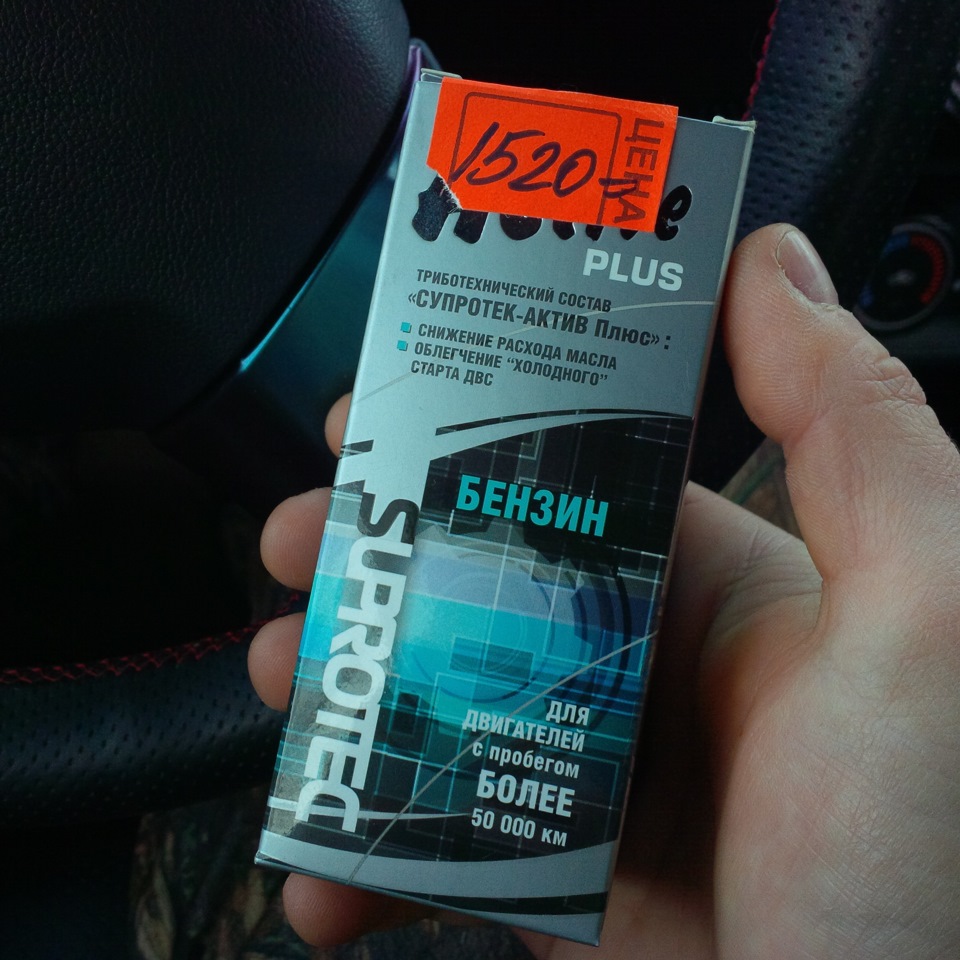 ЦЕНА
1520
PLUS
ТРИБОТЕХНИЧЕСКИЙ СОСТАВ
«СУПРОТЕК-АКТИВ Плюс»:
СНИЖЕНИЕ РАСХОДА МАСЛА
ОБЛЕГЧЕНИЕ "ХОЛОДНОГО"
СТАРТА ДВС
БЕНЗИН
SUPROTEC
ДЛЯ
ДВИГАТЕЛЕЙ
с пробегом
БОЛЕЕ
50 000 км